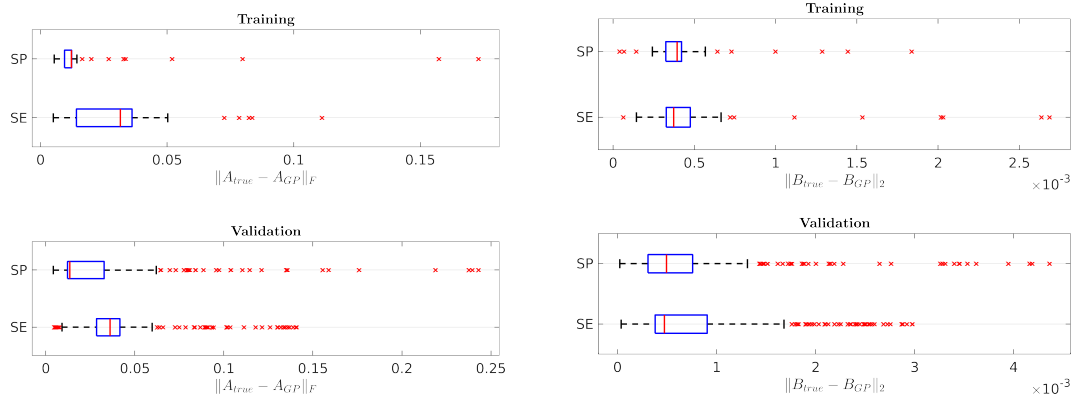 Training
SP
SE
0 0.05 0.1 0.15
‖A_true − A_GP‖_F
Training
SP
SE
0 0.5 1 1.5 2 2.5
‖B_true − B_GP‖_2
×10^-3
Validation
SP
SE
0 0.05 0.1 0.15 0.2 0.25
‖A_true − A_GP‖_F
Validation
SP
SE
0 1 2 3 4
‖B_true − B_GP‖_2
×10^-3